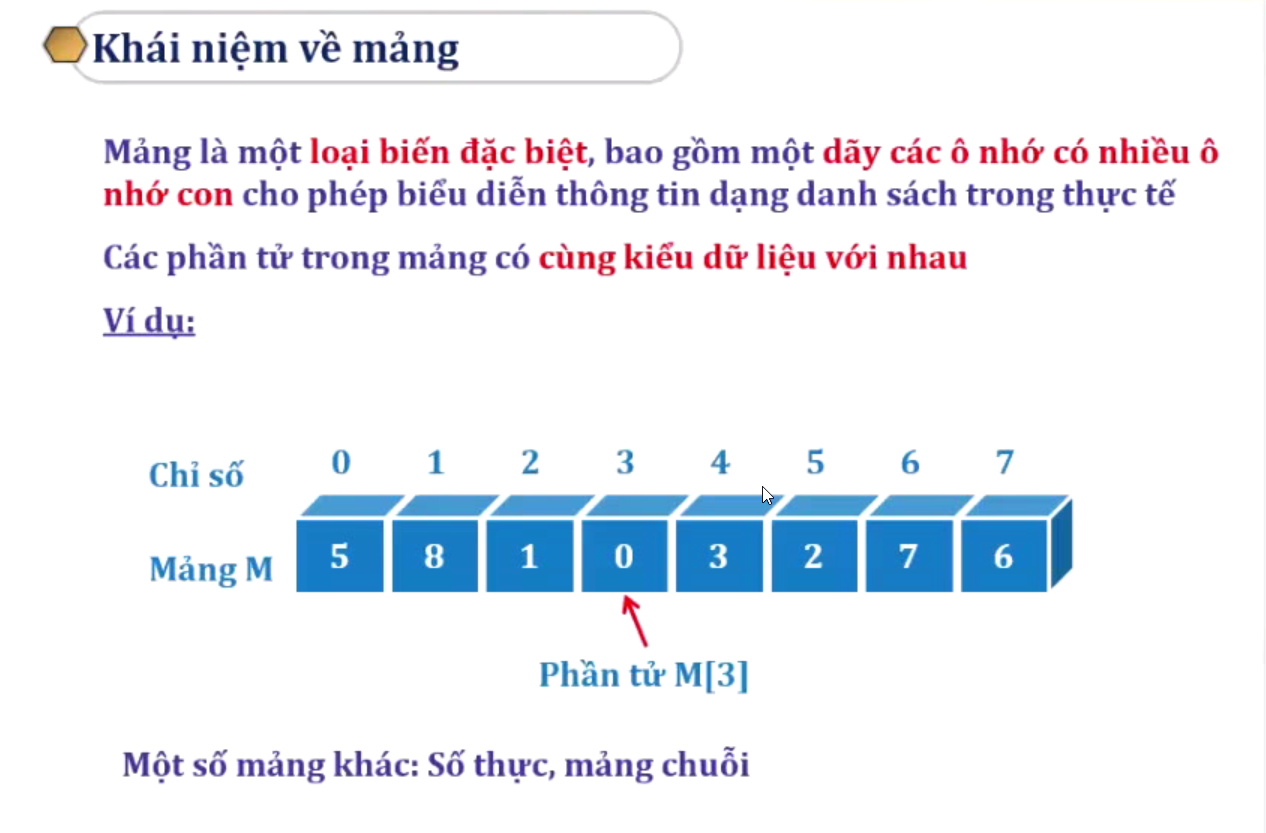 Khái niệm về mảng
Mảng là một loại biến đặc biệt, bao gồm một dãy các ô nhớ có nhiều ô
nhớ con cho phép biểu diễn thông tin dạng danh sách trong thực tế
Các phần tử trong mảng có cùng kiểu dữ liệu với nhau
Ví dụ:
Chỉ số 0 1 2 3 4 5 6 7
Mảng M 5 8 1 0 3 2 7 6
Phần tử M[3]
Một số mảng khác: Số thực, mảng chuỗi